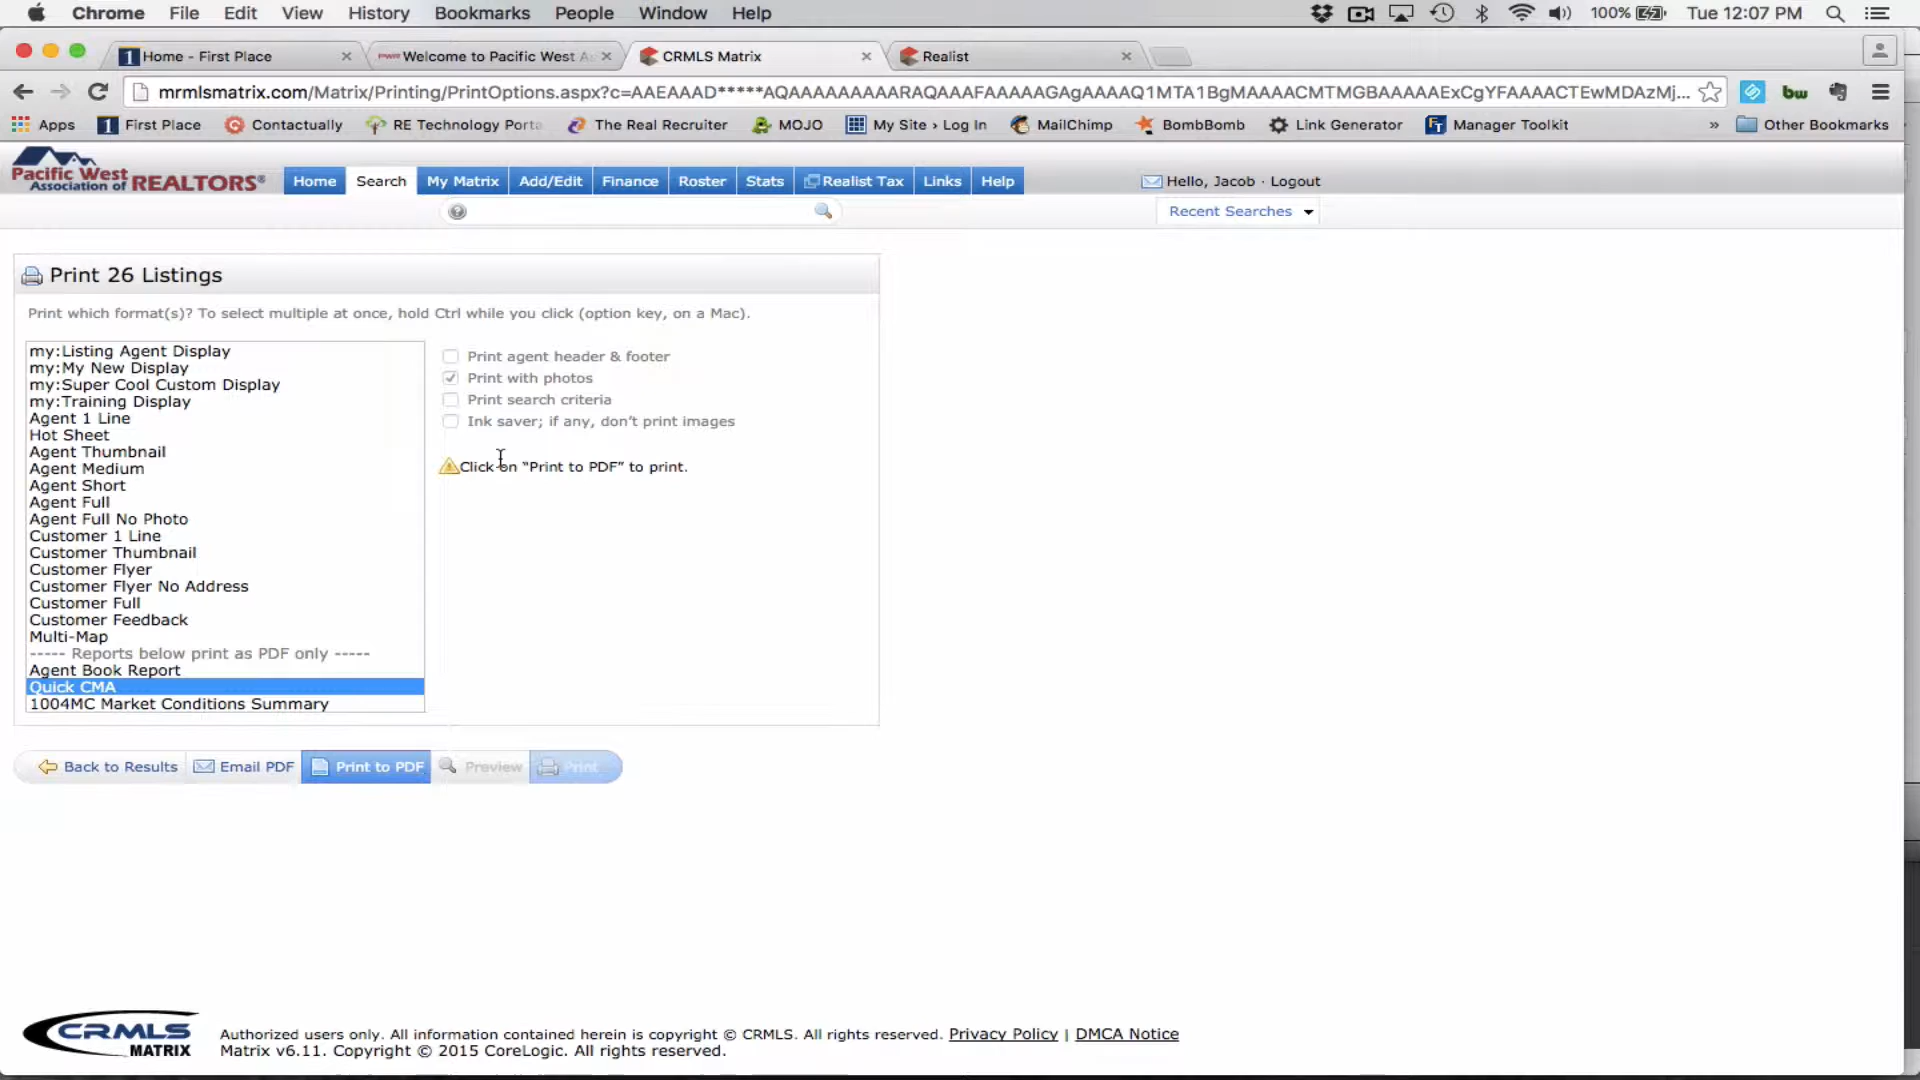 Chrome File Edit View History Bookmarks People Window Help 100% Tue 12:07 PM
Home - First Place Welcome to Pacific West A CRMLS Matrix Realist
mrmlsmatrix.com/Matrix/Printing/PrintOptions.aspx?c=AAEAAAD*****AQAAAAAAAAARAQAAAFAAAAAGAgAAAAQ1MTA1BgMAAAACMTMGBAAAAAExCgYFAAAACTEwMDAzMj... bw
Apps 1 First Place Contactually RE Technology Porta The Real Recruiter MOJO My Site › Log In MailChimp BombBomb Link Generator FT Manager Toolkit » Other Bookmarks
Pacific West
Association of REALTORS®
Home Search My Matrix Add/Edit Finance Roster Stats Realist Tax Links Help Hello, Jacob · Logout
Recent Searches
Print 26 Listings
Print which format(s)? To select multiple at once, hold Ctrl while you click (option key, on a Mac).
my:Listing Agent Display
my:My New Display
my:Super Cool Custom Display
my:Training Display
Agent 1 Line
Hot Sheet
Agent Thumbnail
Agent Medium
Agent Short
Agent Full
Agent Full No Photo
Customer 1 Line
Customer Thumbnail
Customer Flyer
Customer Flyer No Address
Customer Full
Customer Feedback
Multi-Map
----- Reports below print as PDF only -----
Agent Book Report
Quick CMA
1004MC Market Conditions Summary
Print agent header & footer
Print with photos
Print search criteria
Ink saver; if any, don't print images
Click on “Print to PDF” to print.
Back to Results Email PDF Print to PDF Preview Print
CRMLS
MATRIX
Authorized users only. All information contained herein is copyright © CRMLS. All rights reserved. Privacy Policy | DMCA Notice
Matrix v6.11. Copyright © 2015 CoreLogic. All rights reserved.